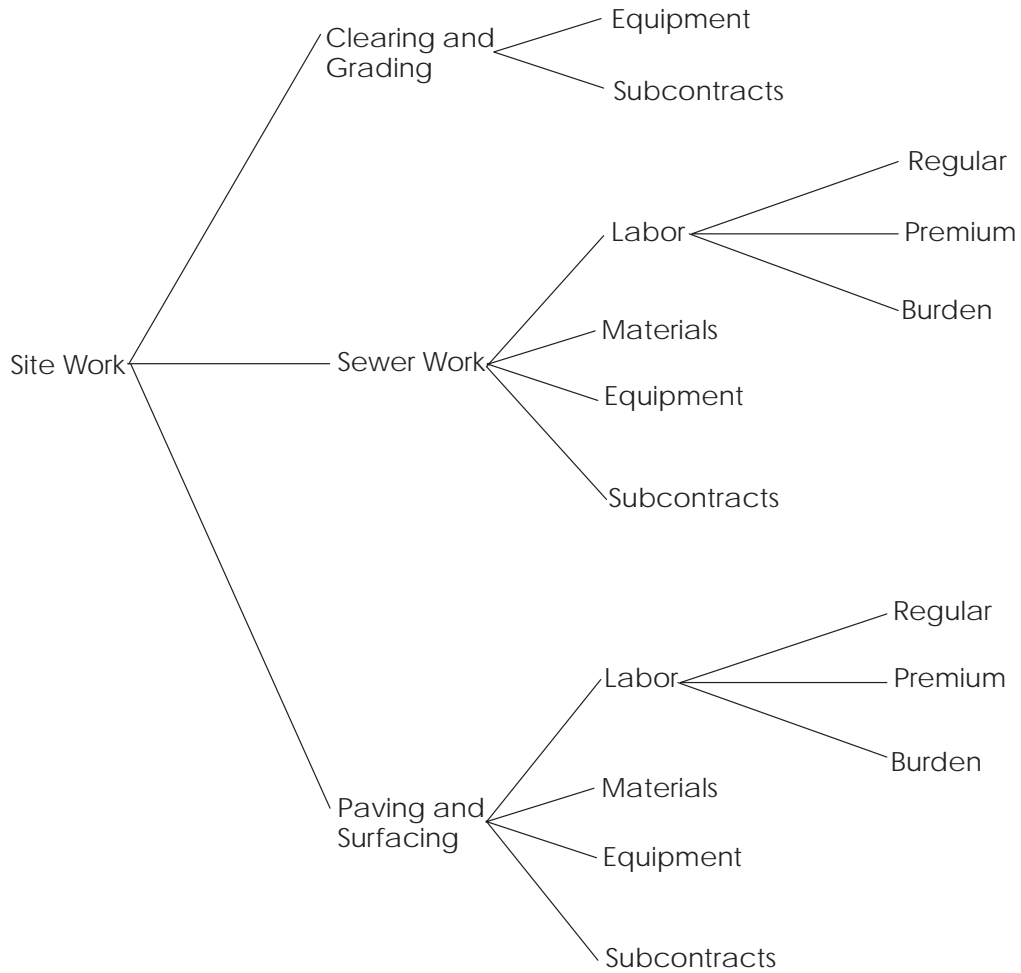 Site Work
Clearing and
Grading
Equipment
Subcontracts
Sewer Work
Labor
Regular
Premium
Burden
Materials
Equipment
Subcontracts
Paving and
Surfacing
Labor
Regular
Premium
Burden
Materials
Equipment
Subcontracts